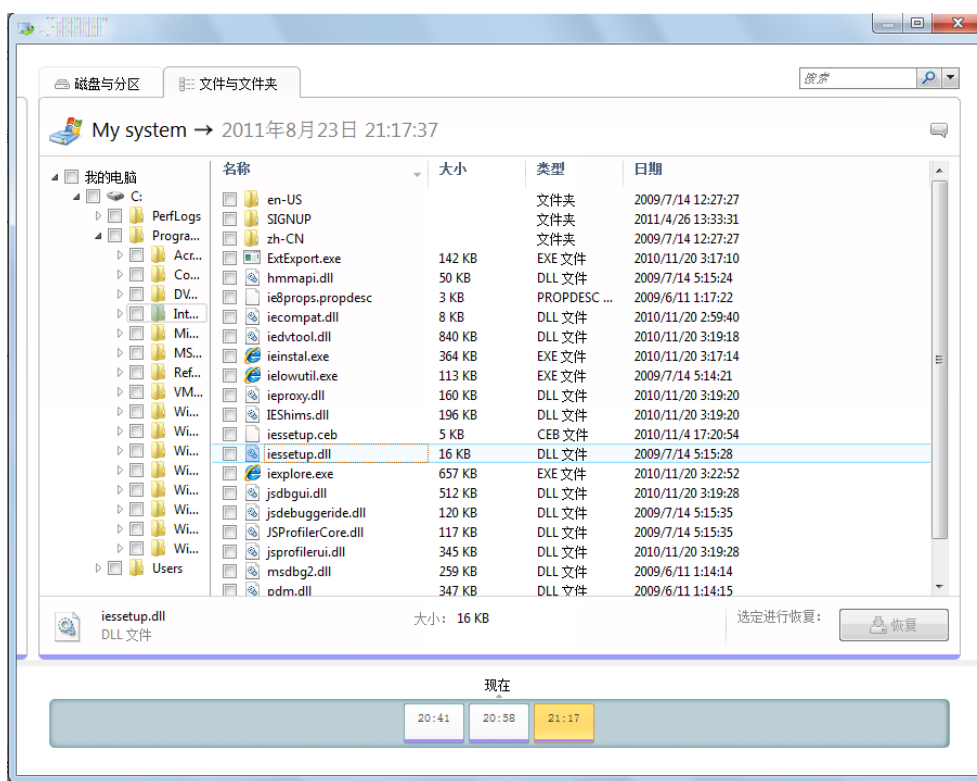 磁盘与分区
文件与文件夹
搜索
My system → 2011年8月23日 21:17:37
名称 大小 类型 日期
我的电脑
C:
PerfLogs
Progra...
Acr...
Co...
DV...
Int...
Mi...
MS...
Ref...
VM...
Wi...
Wi...
Wi...
Wi...
Wi...
Wi...
Wi...
Wi...
Users
en-US 文件夹 2009/7/14 12:27:27
SIGNUP 文件夹 2011/4/26 13:33:31
zh-CN 文件夹 2009/7/14 12:27:27
ExtExport.exe 142 KB EXE 文件 2010/11/20 3:17:10
hmmapi.dll 50 KB DLL 文件 2009/7/14 5:15:24
ie8props.propdesc 3 KB PROPDESC ... 2009/6/11 1:17:22
iecompat.dll 8 KB DLL 文件 2010/11/20 2:59:40
iedvtool.dll 840 KB DLL 文件 2010/11/20 3:19:18
ieinstal.exe 364 KB EXE 文件 2010/11/20 3:17:14
ielowutil.exe 113 KB EXE 文件 2009/7/14 5:14:21
ieproxy.dll 160 KB DLL 文件 2010/11/20 3:19:20
IEShims.dll 196 KB DLL 文件 2010/11/20 3:19:20
iessetup.ceb 5 KB CEB 文件 2010/11/4 17:20:54
iessetup.dll 16 KB DLL 文件 2009/7/14 5:15:28
iexplore.exe 657 KB EXE 文件 2010/11/20 3:22:52
jsdbgui.dll 512 KB DLL 文件 2010/11/20 3:19:28
jsdebuggeride.dll 120 KB DLL 文件 2009/7/14 5:15:35
JSProfilerCore.dll 117 KB DLL 文件 2009/7/14 5:15:35
jsprofilerui.dll 345 KB DLL 文件 2010/11/20 3:19:28
msdbg2.dll 259 KB DLL 文件 2009/6/11 1:14:14
pdm.dll 347 KB DLL 文件 2009/6/11 1:14:15
iessetup.dll 大小: 16 KB 选定进行恢复:
DLL 文件
恢复
现在
20:41 20:58 21:17